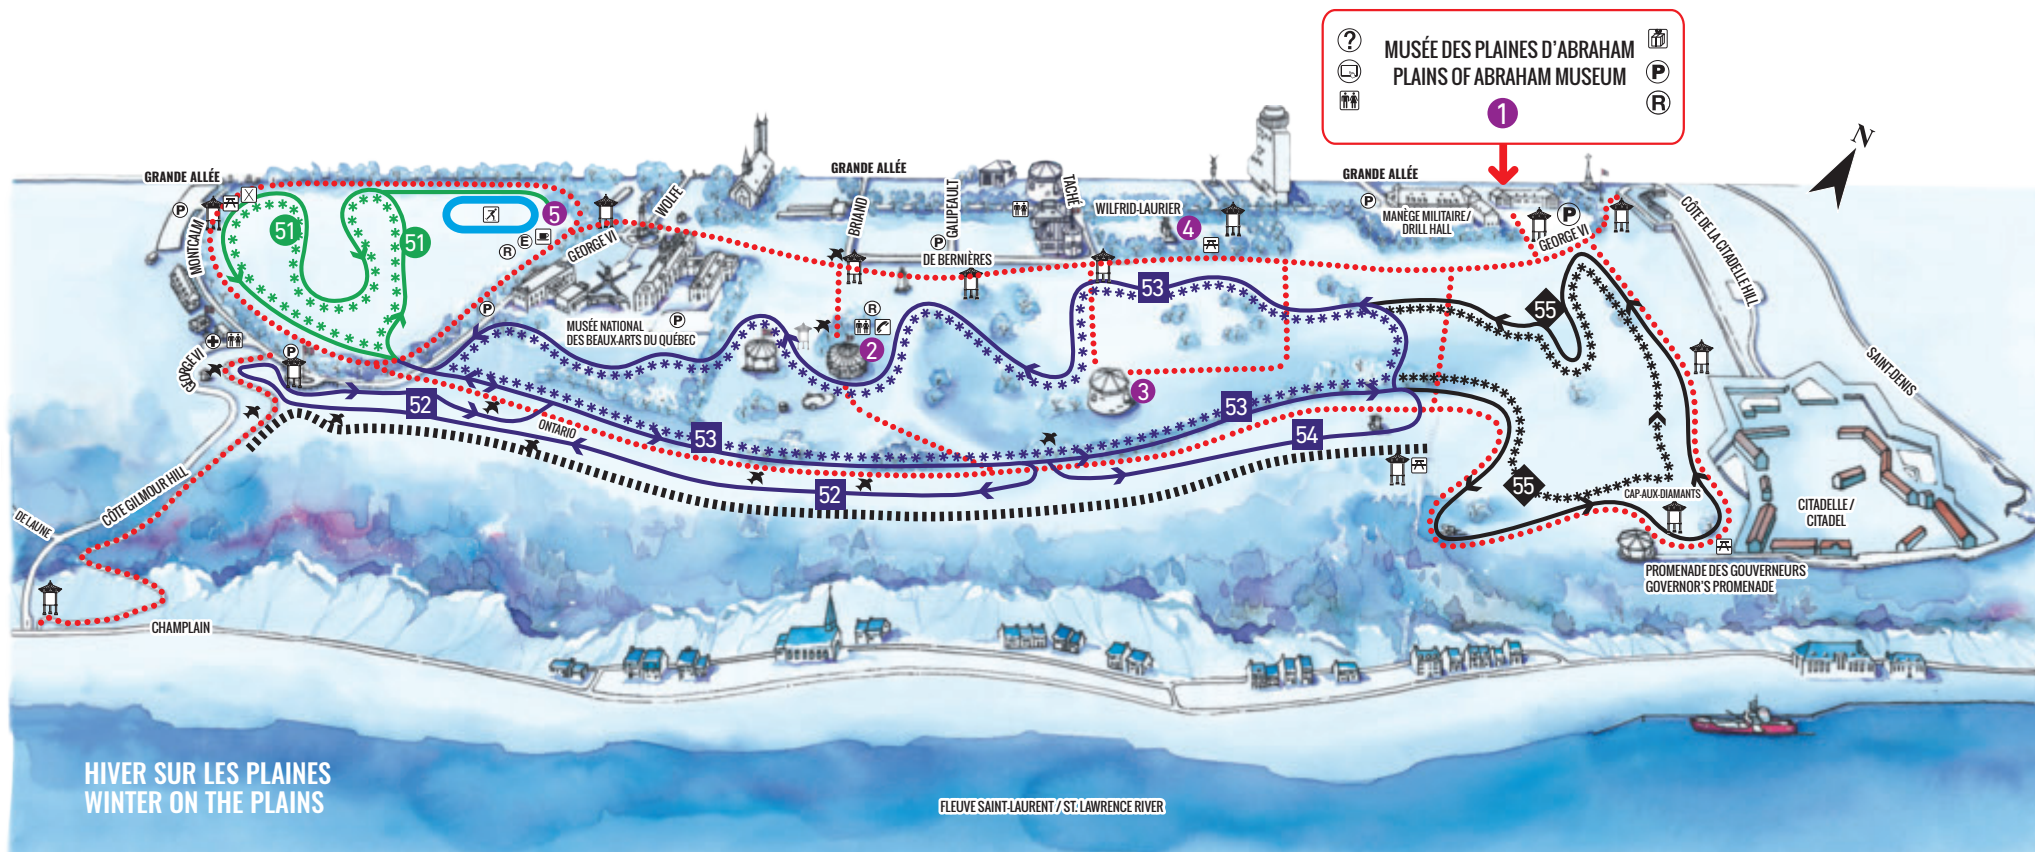 ?
MUSÉE DES PLAINES D'ABRAHAM
PLAINS OF ABRAHAM MUSEUM
P
R
1
N
GRANDE ALLÉE
GRANDE ALLÉE
GRANDE ALLÉE
P
MONTCALM
51
51
5
R
E
GEORGE VI
WOLFE
BRIAND
GALIPEAULT
TACHÉ
P
DE BERNIÈRES
WILFRID-LAURIER
4
P
MANÈGE MILITAIRE /
DRILL HALL
P
GEORGE VI
CÔTE DE LA CITADELLE HILL
SAINT-DENIS
P
MUSÉE NATIONAL
DES BEAUX-ARTS DU QUÉBEC
P
R
2
3
53
53
53
55
55
GEORGE VI
P
52
ONTARIO
52
54
CAP-AUX-DIAMANTS
CITADELLE /
CITADEL
PROMENADE DES GOUVERNEURS
GOVERNOR'S PROMENADE
CÔTE GILMOUR HILL
DE LAUNE
CHAMPLAIN
HIVER SUR LES PLAINES
WINTER ON THE PLAINS
FLEUVE SAINT-LAURENT / ST. LAWRENCE RIVER